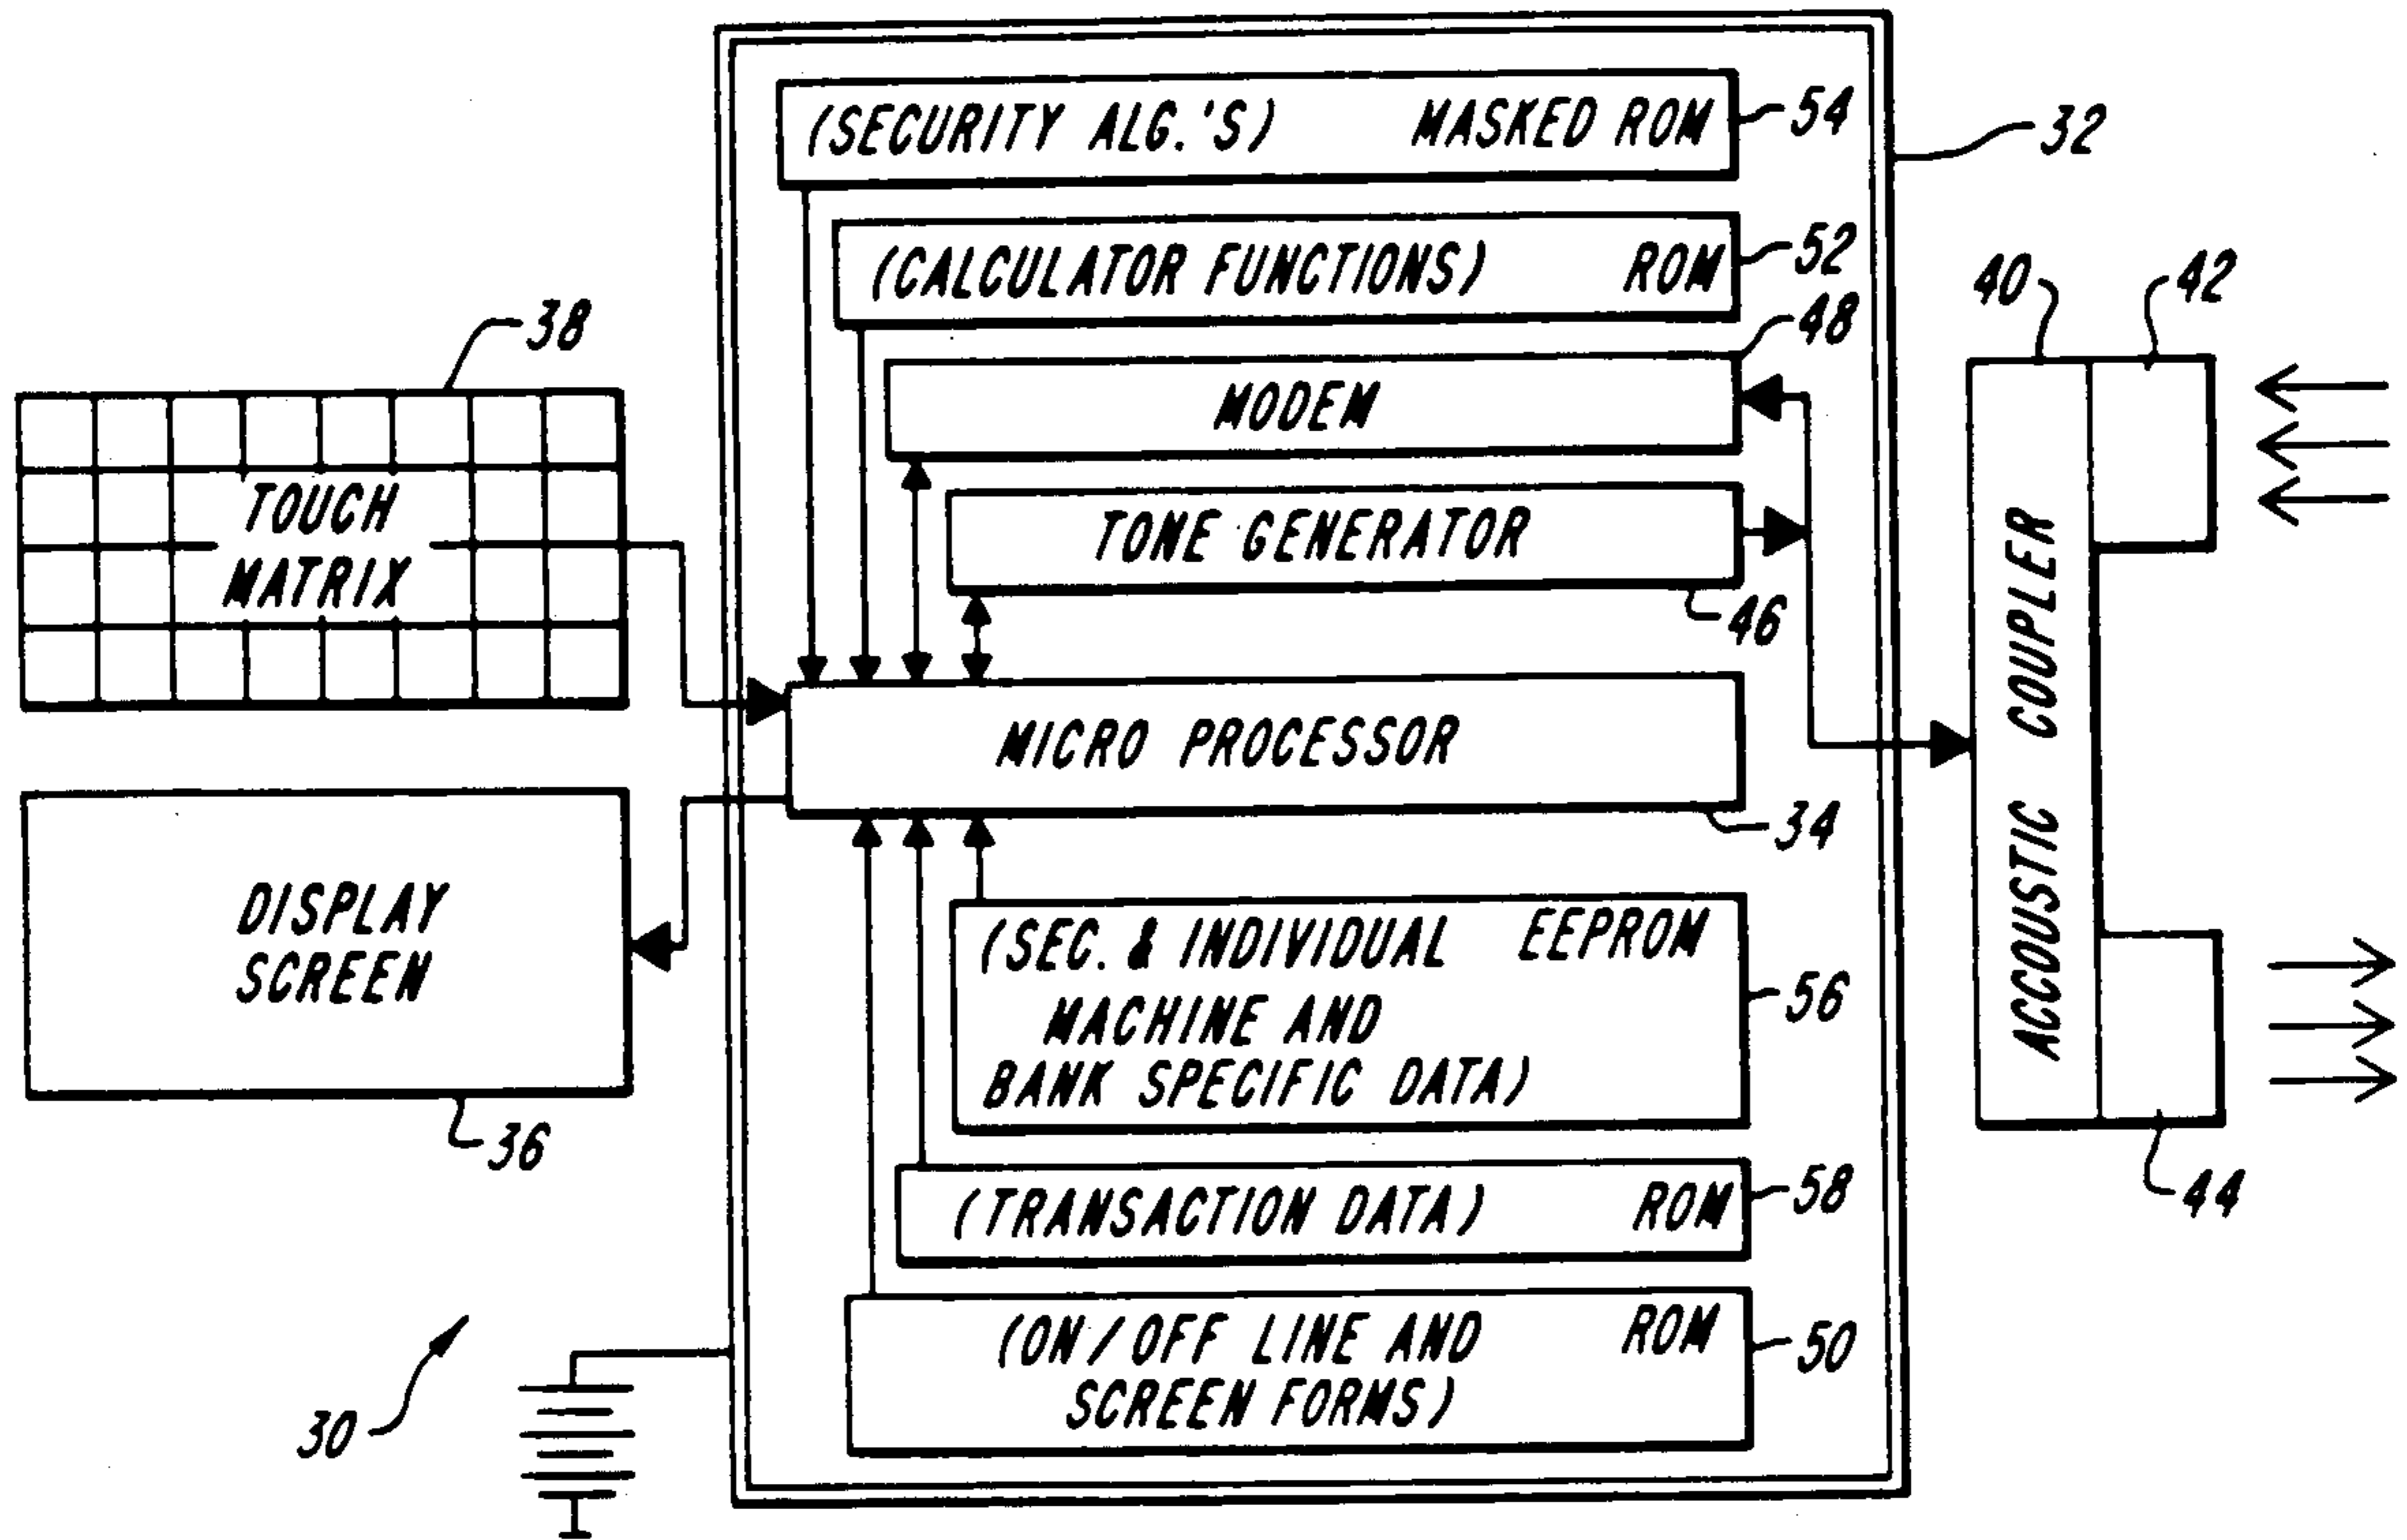 (SECURITY ALG.'S) MASKED ROM
54
32
(CALCULATOR FUNCTIONS) ROM
52
48
40
42
38
MODEM
TOUCH
MATRIX
TONE GENERATOR
46
MICRO PROCESSOR
34
ACCOUSTIC COUPLER
DISPLAY
SCREEN
36
(SEC. & INDIVIDUAL EEPROM
MACHINE AND
BANK SPECIFIC DATA)
56
44
(TRANSACTION DATA) ROM
58
(ON/OFF LINE AND ROM
SCREEN FORMS)
50
30